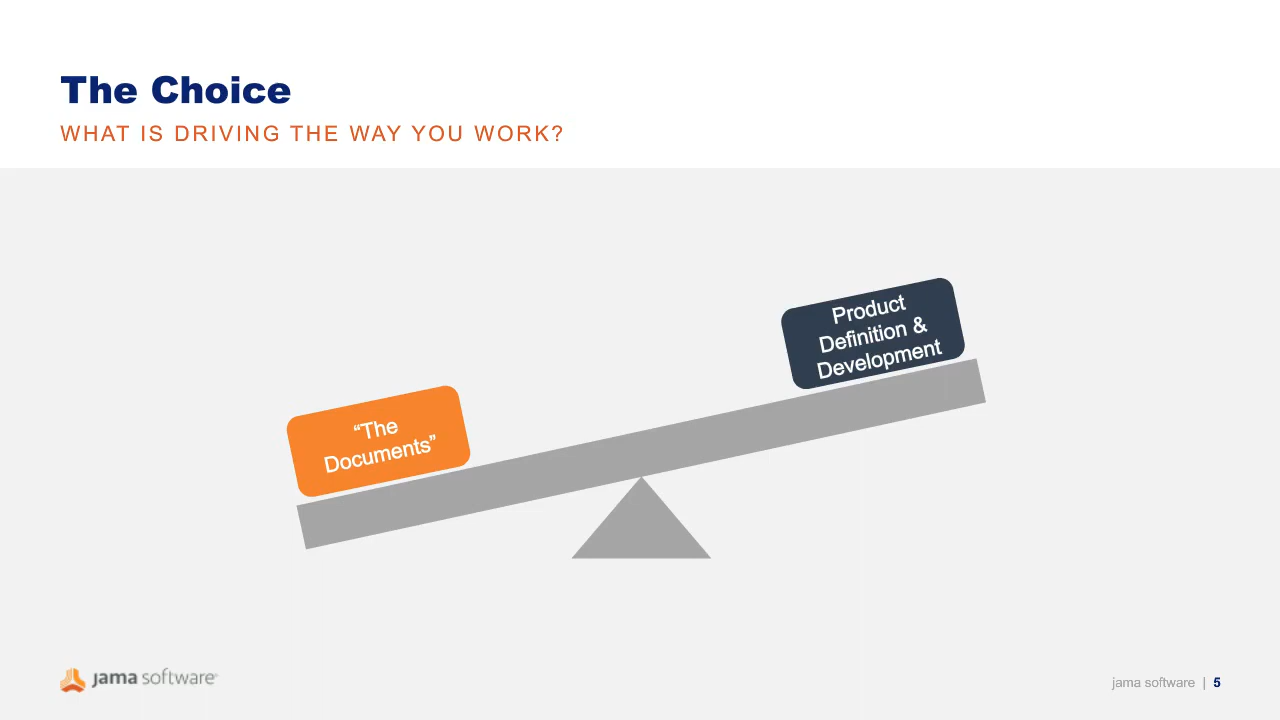 The Choice
WHAT IS DRIVING THE WAY YOU WORK?
Product
Definition &
Development
“The
Documents”
jama software
jama software | 5